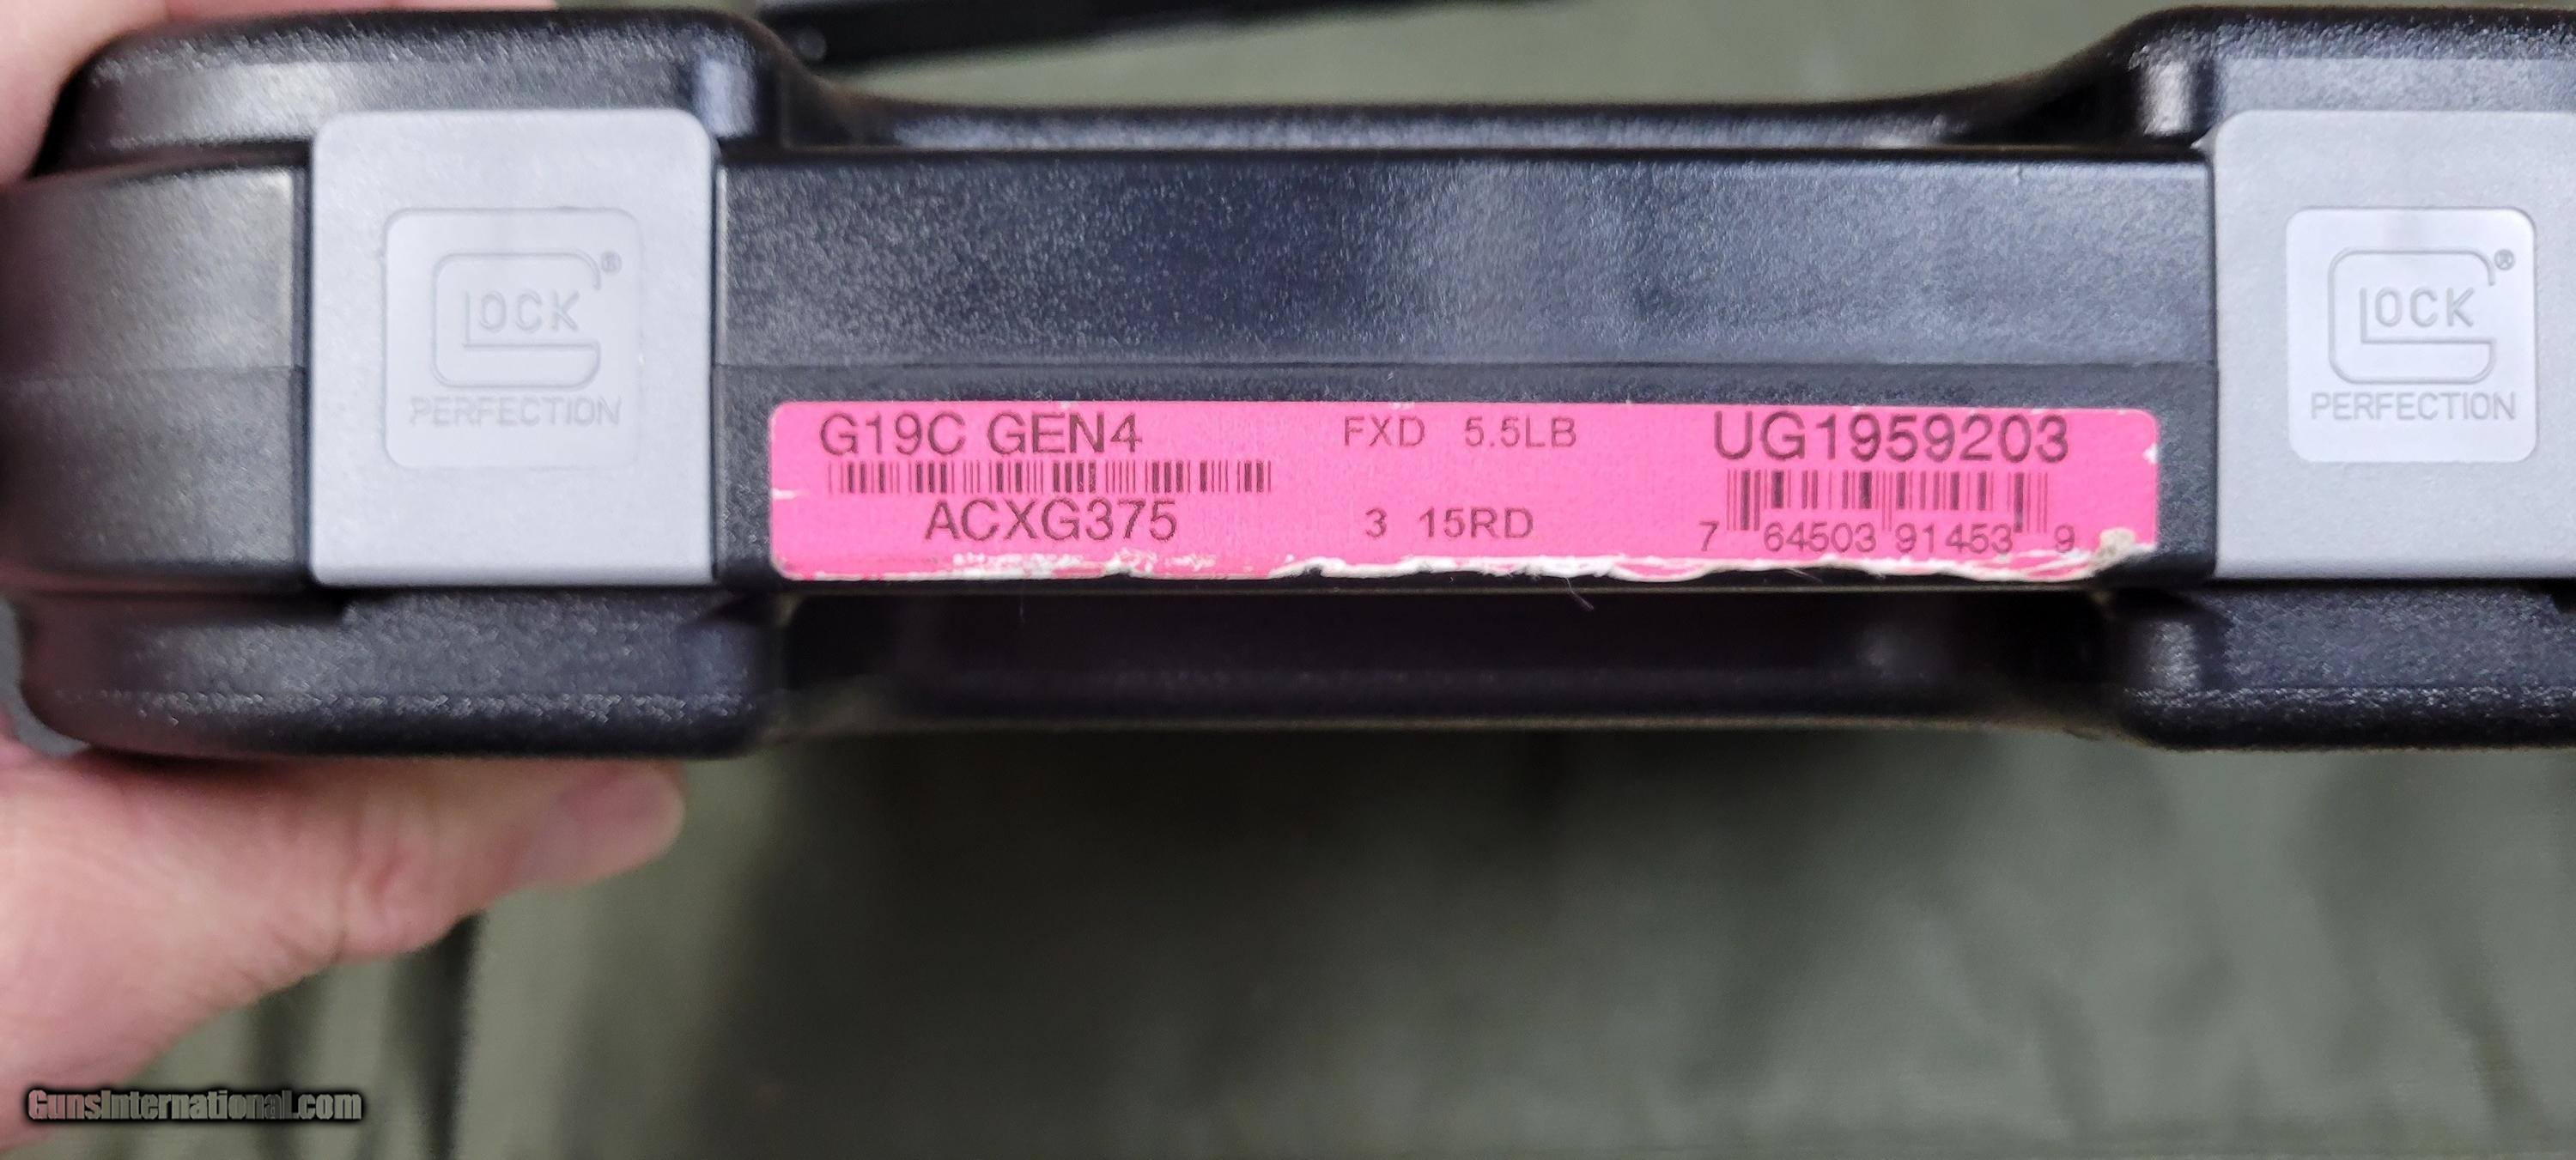 GLOCK®
PERFECTION
G19C GEN4 FXD 5.5LB UG1959203
ACXG375 3 15RD 7 64503 91453 9
GLOCK®
PERFECTION
GunsInternational.com